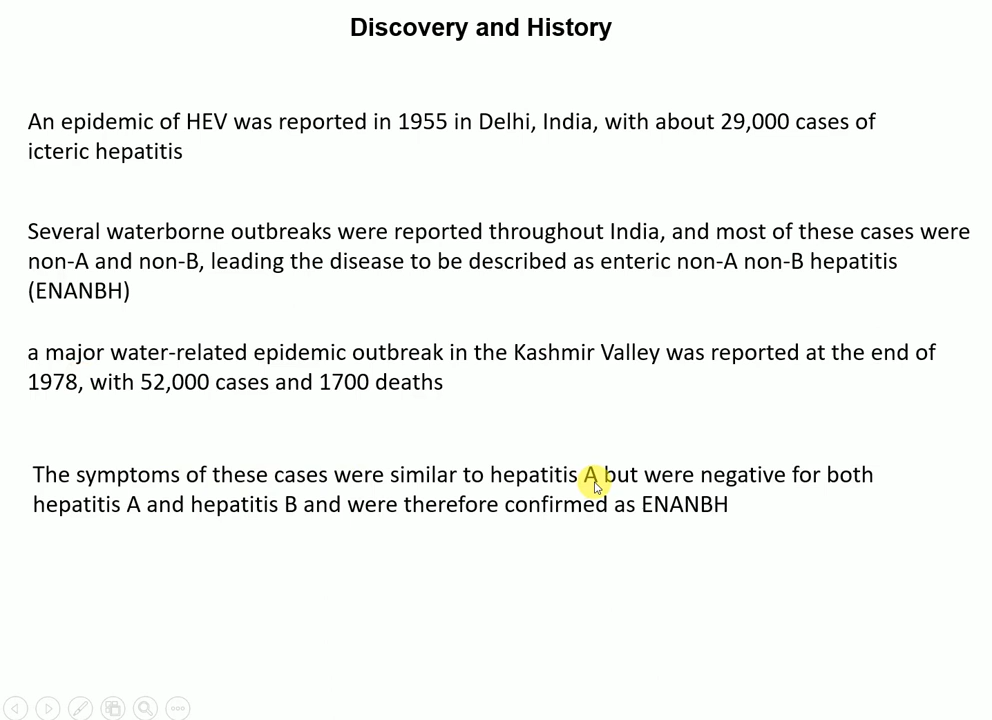 Discovery and History
An epidemic of HEV was reported in 1955 in Delhi, India, with about 29,000 cases of
icteric hepatitis
Several waterborne outbreaks were reported throughout India, and most of these cases were
non-A and non-B, leading the disease to be described as enteric non-A non-B hepatitis
(ENANBH)
a major water-related epidemic outbreak in the Kashmir Valley was reported at the end of
1978, with 52,000 cases and 1700 deaths
The symptoms of these cases were similar to hepatitis A but were negative for both
hepatitis A and hepatitis B and were therefore confirmed as ENANBH